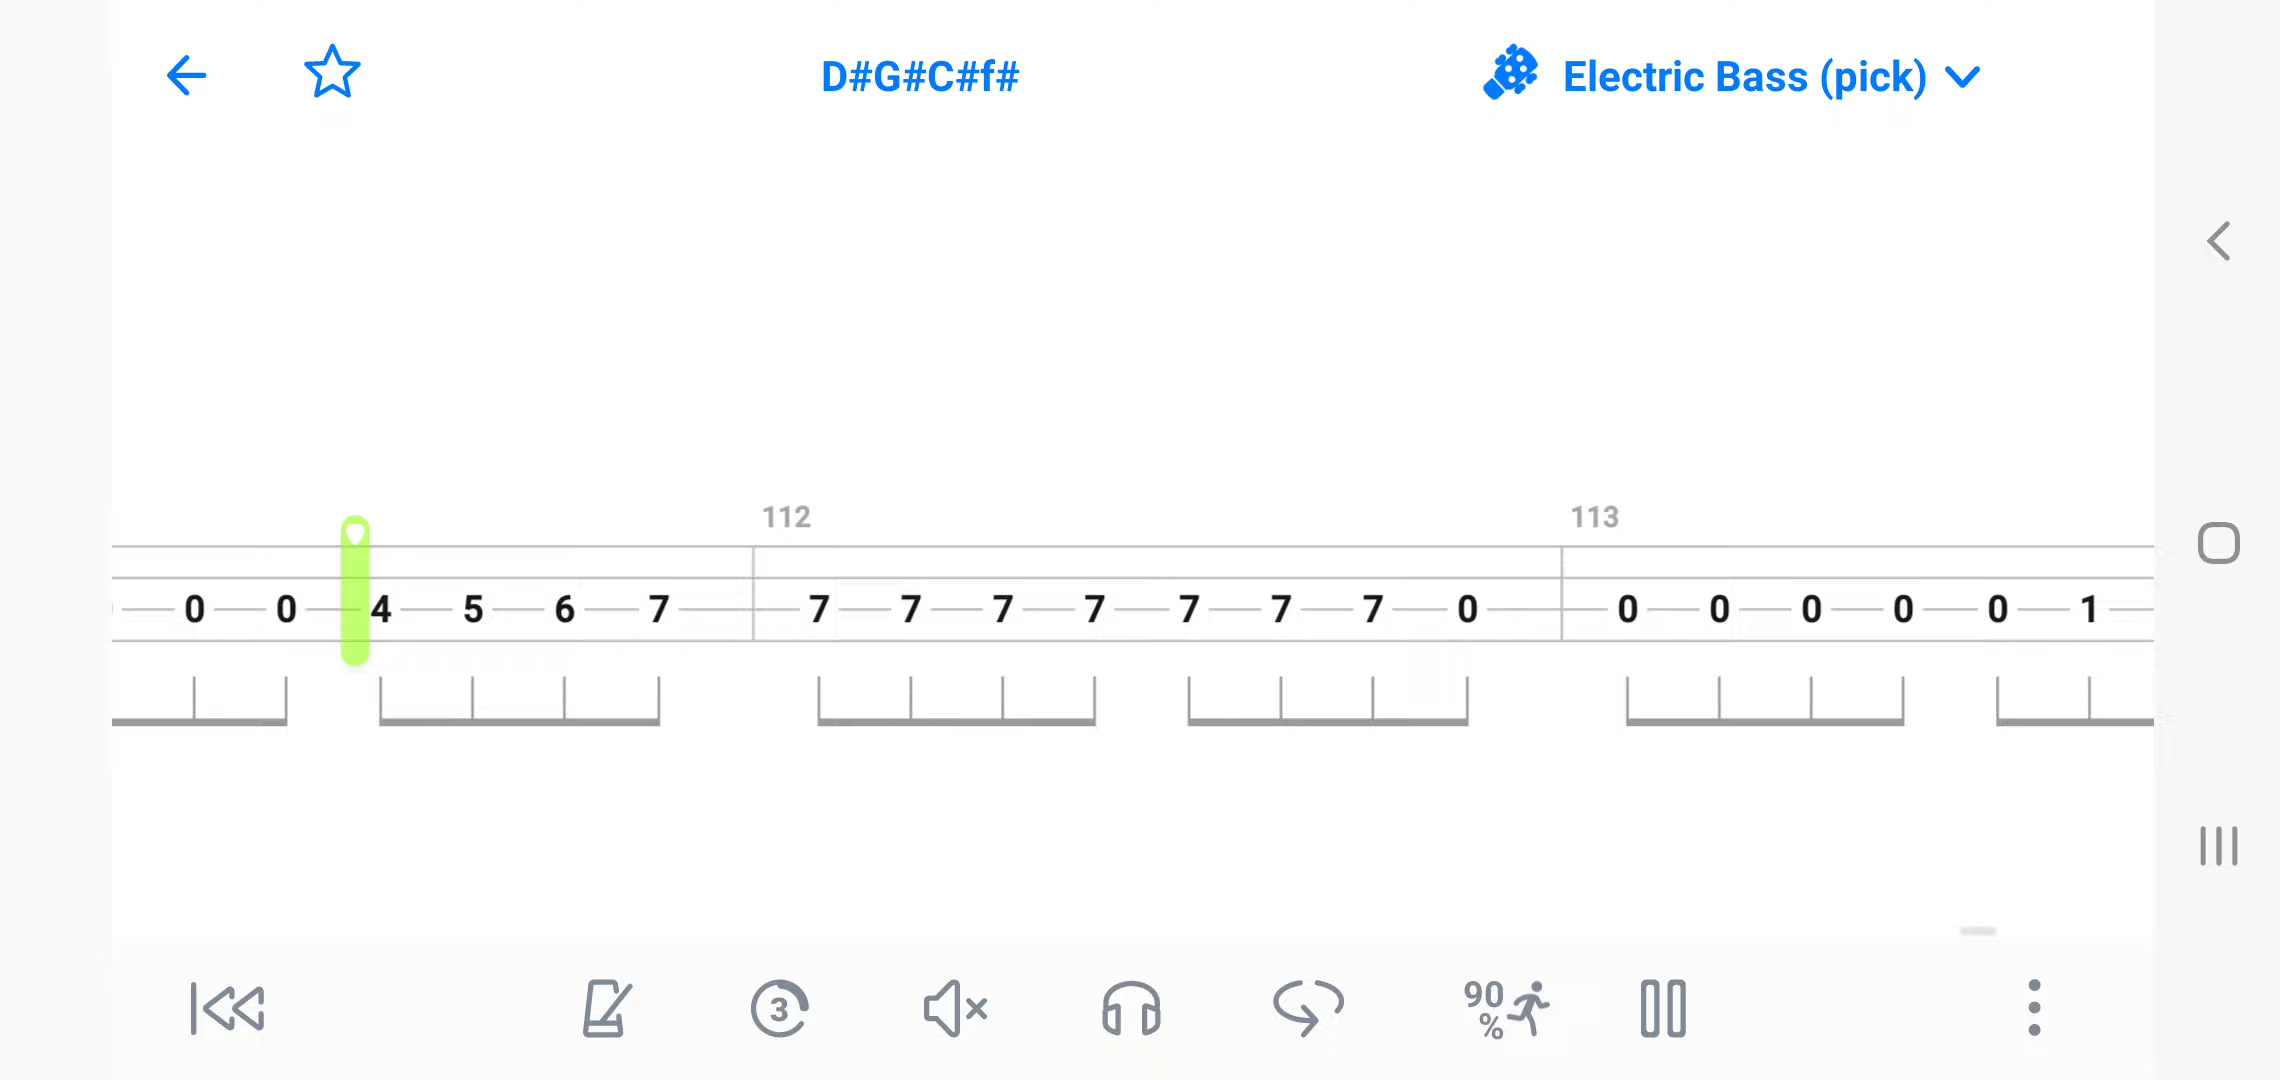 D#G#C#f#
Electric Bass (pick)
112 113
0 0 4 5 6 7 7 7 7 7 7 7 7 0 0 0 0 0 0 1
3
90
%